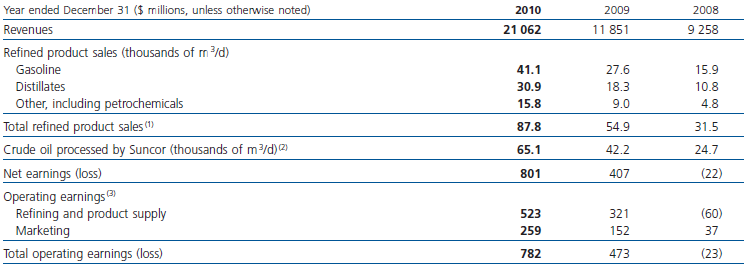 Year ended December 31 ($ millions, unless otherwise noted) 2010 2009 2008
Revenues 21 062 11 851 9 258
Refined product sales (thousands of m³/d)
Gasoline 41.1 27.6 15.9
Distillates 30.9 18.3 10.8
Other, including petrochemicals 15.8 9.0 4.8
Total refined product sales (1) 87.8 54.9 31.5
Crude oil processed by Suncor (thousands of m³/d) (2) 65.1 42.2 24.7
Net earnings (loss) 801 407 (22)
Operating earnings (3)
Refining and product supply 523 321 (60)
Marketing 259 152 37
Total operating earnings (loss) 782 473 (23)